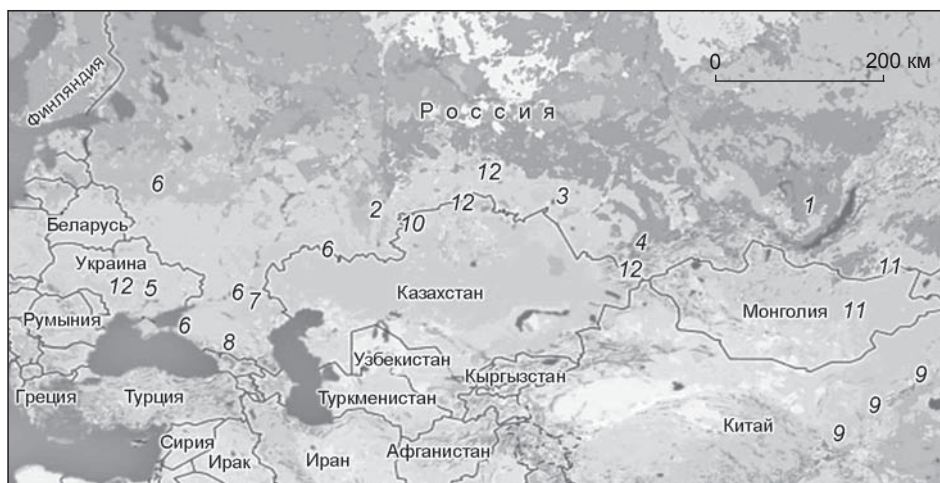 0 200 км
Финляндия
Р о с с и я
12
6
3
1
2 12
10
Беларусь
4
6
Украина
12
11
12 5
6 7
Казахстан
Монголия 11
Румыния
6
8
Узбекистан
Кыргызстан
9
Греция Турция
Туркменистан
9
Китай
9
Сирия
Афганистан
Ирак Иран